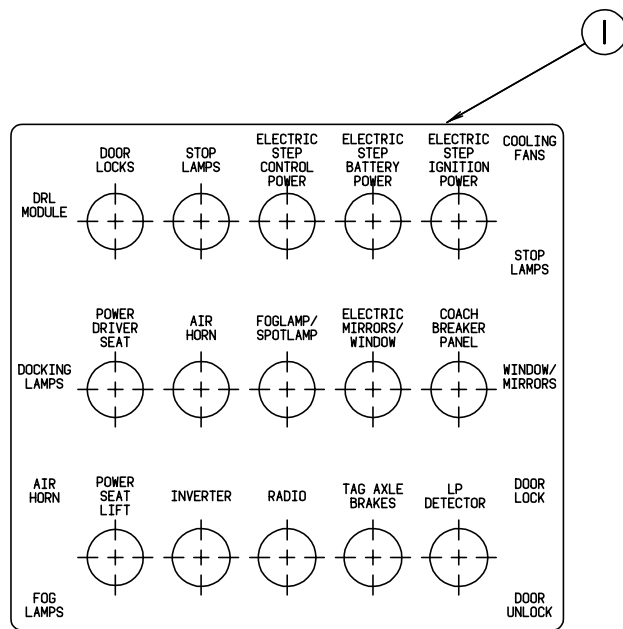 1
DOOR
LOCKS
STOP
LAMPS
ELECTRIC
STEP
CONTROL
POWER
ELECTRIC
STEP
BATTERY
POWER
ELECTRIC
STEP
IGNITION
POWER
COOLING
FANS
DRL
MODULE
STOP
LAMPS
POWER
DRIVER
SEAT
AIR
HORN
FOGLAMP/
SPOTLAMP
ELECTRIC
MIRRORS/
WINDOW
COACH
BREAKER
PANEL
DOCKING
LAMPS
WINDOW/
MIRRORS
AIR
HORN
POWER
SEAT
LIFT
INVERTER
RADIO
TAG AXLE
BRAKES
LP
DETECTOR
DOOR
LOCK
FOG
LAMPS
DOOR
UNLOCK